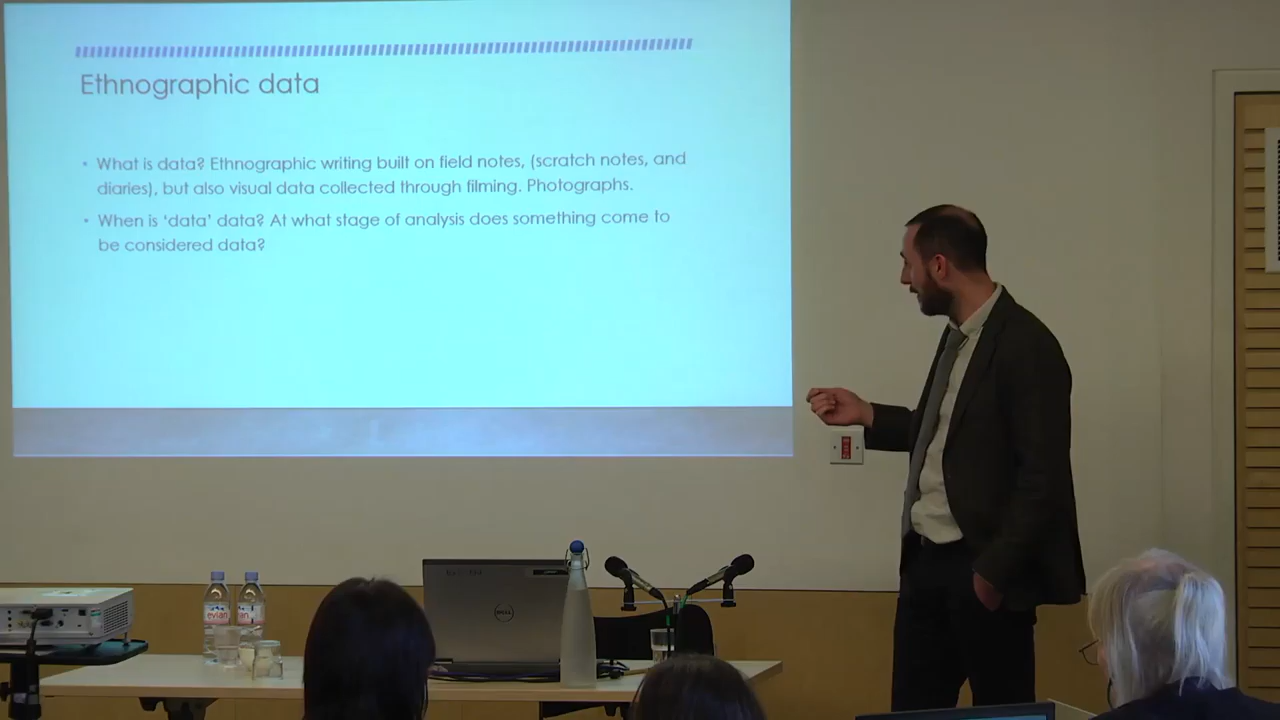 Ethnographic data
• What is data? Ethnographic writing built on field notes, (scratch notes, and
diaries), but also visual data collected through filming. Photographs.
• When is ‘data’ data? At what stage of analysis does something come to
be considered data?
evian
evian
DELL